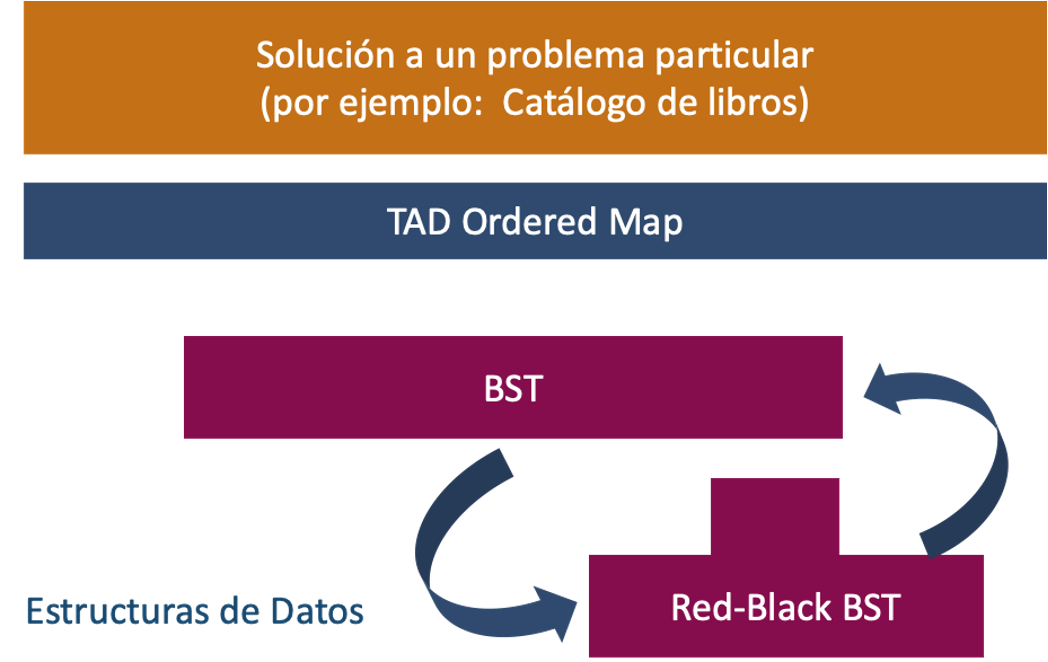 Solución a un problema particular
(por ejemplo:  Catálogo de libros)
TAD Ordered Map
BST
Red-Black BST
Estructuras de Datos